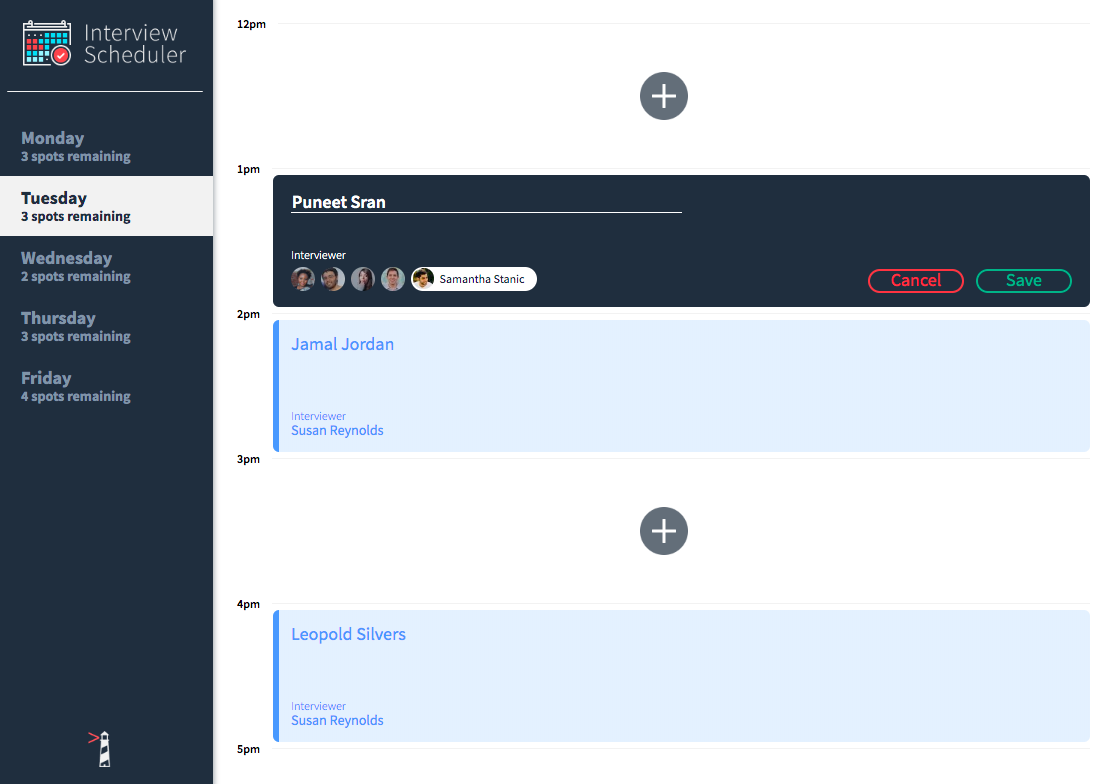 Interview
Scheduler
Monday
3 spots remaining
Tuesday
3 spots remaining
Wednesday
2 spots remaining
Thursday
3 spots remaining
Friday
4 spots remaining
12pm
1pm
Puneet Sran
Interviewer
Samantha Stanic
Cancel
Save
2pm
Jamal Jordan
Interviewer
Susan Reynolds
3pm
4pm
Leopold Silvers
Interviewer
Susan Reynolds
5pm